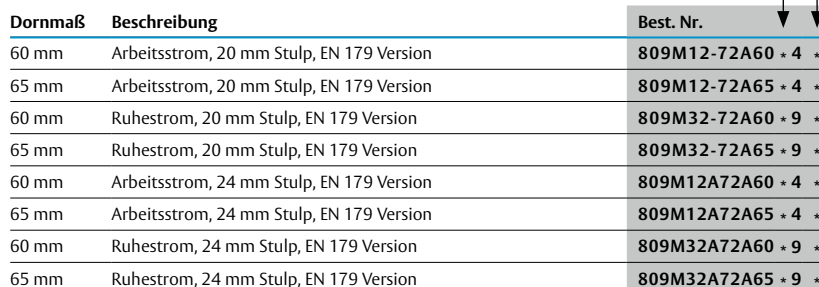 Dornmaß Beschreibung Best. Nr.
60 mm Arbeitsstrom, 20 mm Stulp, EN 179 Version 809M12-72A60 * 4 *
65 mm Arbeitsstrom, 20 mm Stulp, EN 179 Version 809M12-72A65 * 4 *
60 mm Ruhestrom, 20 mm Stulp, EN 179 Version 809M32-72A60 * 9 *
65 mm Ruhestrom, 20 mm Stulp, EN 179 Version 809M32-72A65 * 9 *
60 mm Arbeitsstrom, 24 mm Stulp, EN 179 Version 809M12A72A60 * 4 *
65 mm Arbeitsstrom, 24 mm Stulp, EN 179 Version 809M12A72A65 * 4 *
60 mm Ruhestrom, 24 mm Stulp, EN 179 Version 809M32A72A60 * 9 *
65 mm Ruhestrom, 24 mm Stulp, EN 179 Version 809M32A72A65 * 9 *